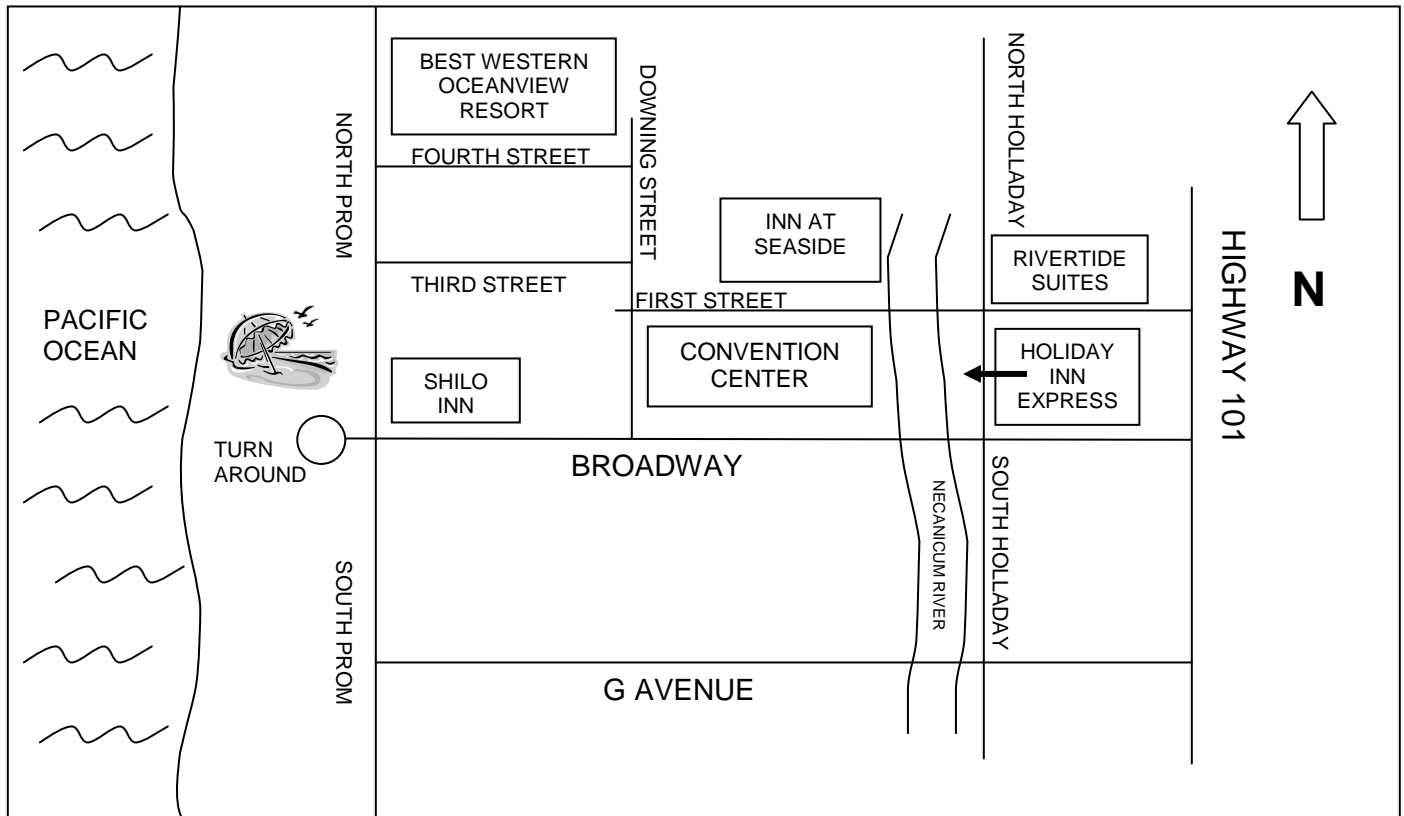 BEST WESTERN
OCEANVIEW
RESORT
DOWNING STREET
NORTH HOLLADAY
NORTH PROM
FOURTH STREET
INN AT
SEASIDE
RIVERTIDE
SUITES
HIGHWAY 101
N
THIRD STREET
FIRST STREET
PACIFIC
OCEAN
SHILO
INN
CONVENTION
CENTER
HOLIDAY
INN
EXPRESS
TURN
AROUND
BROADWAY
SOUTH PROM
NECANICUM RIVER
SOUTH HOLLADAY
G AVENUE